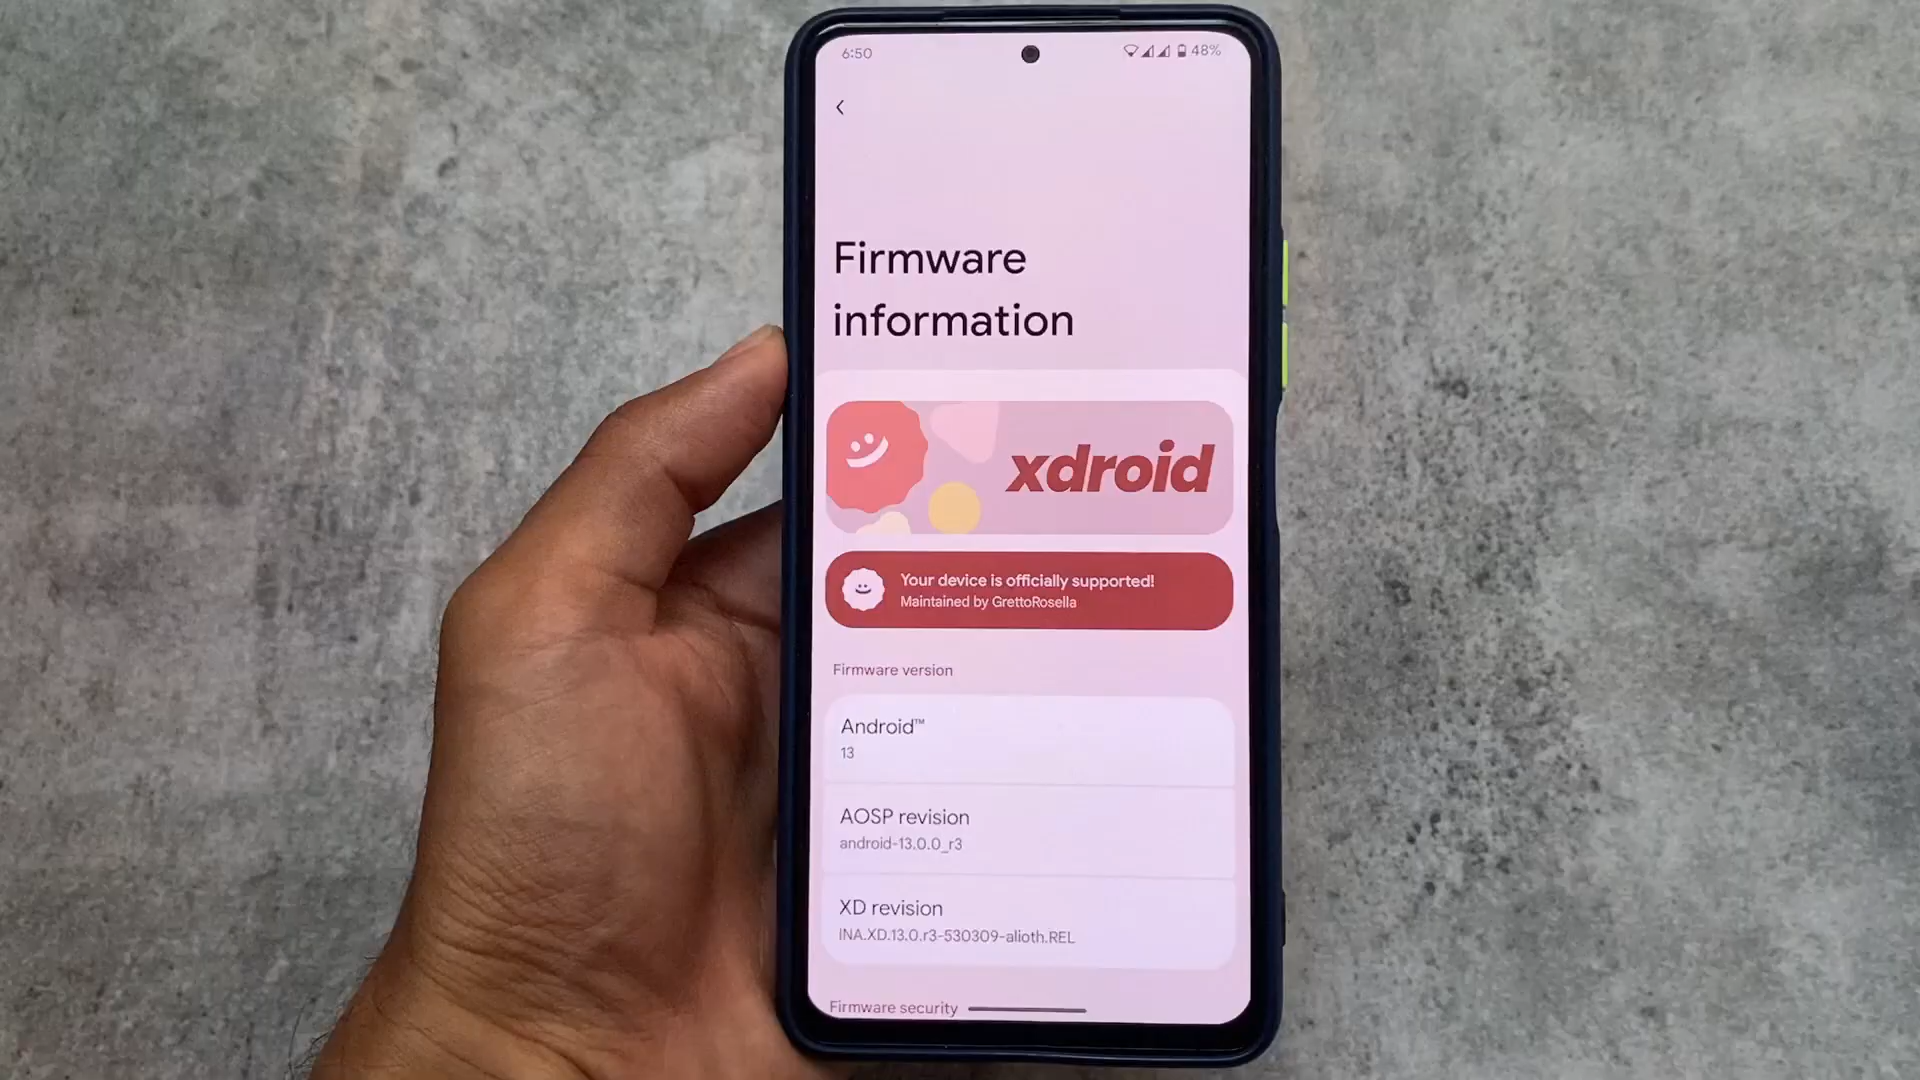 6:50
48%
Firmware
information
xdroid
Your device is officially supported!
Maintained by GrettoRosella
Firmware version
Android™
13
AOSP revision
android-13.0.0_r3
XD revision
INA.XD.13.0.r3-530309-alioth.REL
Firmware security